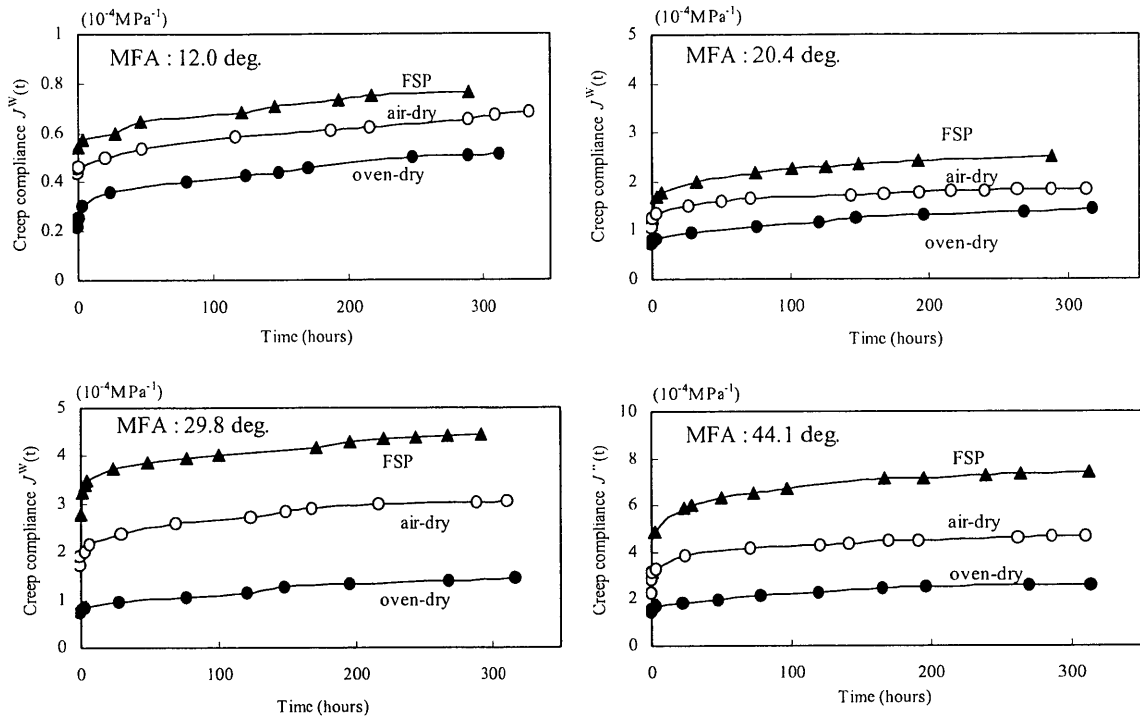 (10⁻⁴MPa⁻¹)
MFA : 12.0 deg.
FSP
air-dry
oven-dry
Creep compliance Jᵂ(t)
1
0.8
0.6
0.4
0.2
0
0 100 200 300
Time (hours)
(10⁻⁴MPa⁻¹)
MFA : 20.4 deg.
FSP
air-dry
oven-dry
Creep compliance Jᵂ(t)
5
4
3
2
1
0
0 100 200 300
Time (hours)
(10⁻⁴MPa⁻¹)
MFA : 29.8 deg.
FSP
air-dry
oven-dry
Creep compliance Jᵂ(t)
5
4
3
2
1
0
0 100 200 300
Time (hours)
(10⁻⁴MPa⁻¹)
MFA : 44.1 deg.
FSP
air-dry
oven-dry
Creep compliance J¨(t)
10
8
6
4
2
0
0 100 200 300
Time (hours)